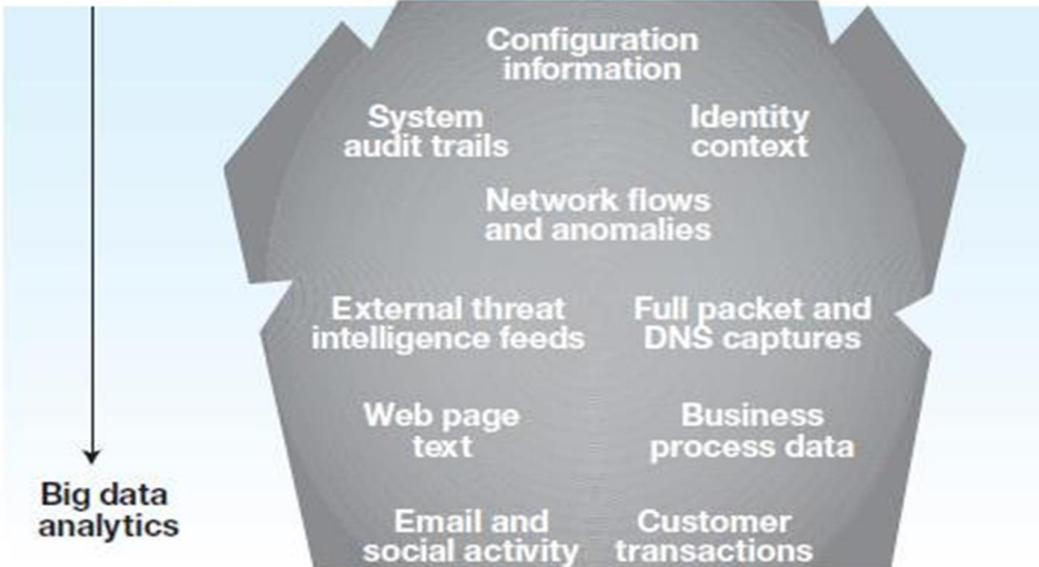 Configuration
information
System
audit trails
Identity
context
Network flows
and anomalies
External threat
intelligence feeds
Full packet and
DNS captures
Web page
text
Business
process data
Big data
analytics
Email and
social activity
Customer
transactions